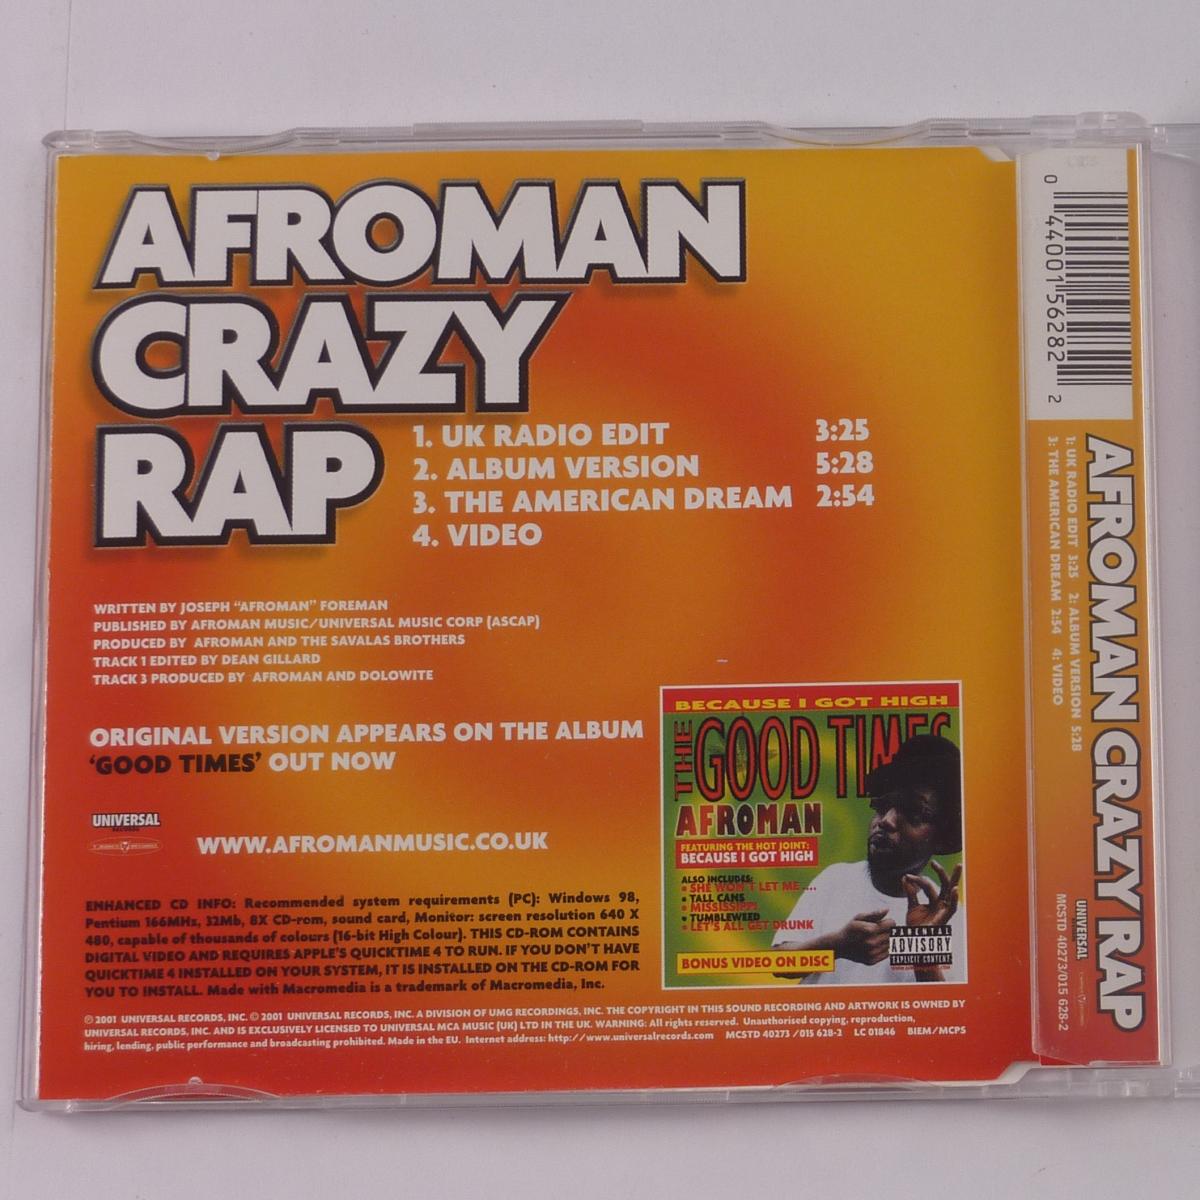 AFROMAN
CRAZY
RAP
1. UK RADIO EDIT 3:25
2. ALBUM VERSION 5:28
3. THE AMERICAN DREAM 2:54
4. VIDEO
WRITTEN BY JOSEPH "AFROMAN" FOREMAN
PUBLISHED BY AFROMAN MUSIC/UNIVERSAL MUSIC CORP (ASCAP)
PRODUCED BY AFROMAN AND THE SAVALAS BROTHERS
TRACK 1 EDITED BY DEAN GILLARD
TRACK 3 PRODUCED BY AFROMAN AND DOLOWITE
ORIGINAL VERSION APPEARS ON THE ALBUM
'GOOD TIMES' OUT NOW
UNIVERSAL
RECORDS
WWW.AFROMANMUSIC.CO.UK
ENHANCED CD INFO: Recommended system requirements (PC): Windows 98,
Pentium 166MHz, 32Mb, 8X CD-rom, sound card, Monitor: screen resolution 640 X
480, capable of thousands of colours (16-bit High Colour). THIS CD-ROM CONTAINS
DIGITAL VIDEO AND REQUIRES APPLE'S QUICKTIME 4 TO RUN. IF YOU DON'T HAVE
QUICKTIME 4 INSTALLED ON YOUR SYSTEM, IT IS INSTALLED ON THE CD-ROM FOR
YOU TO INSTALL. Made with Macromedia is a trademark of Macromedia, Inc.
℗ 2001 UNIVERSAL RECORDS, INC. © 2001 UNIVERSAL RECORDS, INC. A DIVISION OF UMG RECORDINGS, INC. THE COPYRIGHT IN THIS SOUND RECORDING AND ARTWORK IS OWNED BY
UNIVERSAL RECORDS, INC. AND IS EXCLUSIVELY LICENSED TO UNIVERSAL MCA MUSIC (UK) LTD IN THE UK. WARNING: All rights reserved. Unauthorised copying, reproduction,
hiring, lending, public performance and broadcasting prohibited. Made in the EU. Internet address: http://www.universalrecords.com MCSTD 40273 /015 628-2 LC 01846 BIEM/MCPS
BECAUSE I GOT HIGH
THE GOOD TIMES
AFROMAN
FEATURING THE HOT JOINT:
BECAUSE I GOT HIGH
ALSO INCLUDES:
• SHE WON'T LET ME ....
• TALL CANS
• MISSISSIPPI
• TUMBLEWEED
• LET'S ALL GET DRUNK
BONUS VIDEO ON DISC
PARENTAL
ADVISORY
EXPLICIT CONTENT
0 44001 56282 2
AFROMAN CRAZY RAP
1: UK RADIO EDIT 3:25 2: ALBUM VERSION 5:28
3: THE AMERICAN DREAM 2:54 4: VIDEO
UNIVERSAL
MCSTD 40273/015 628-2